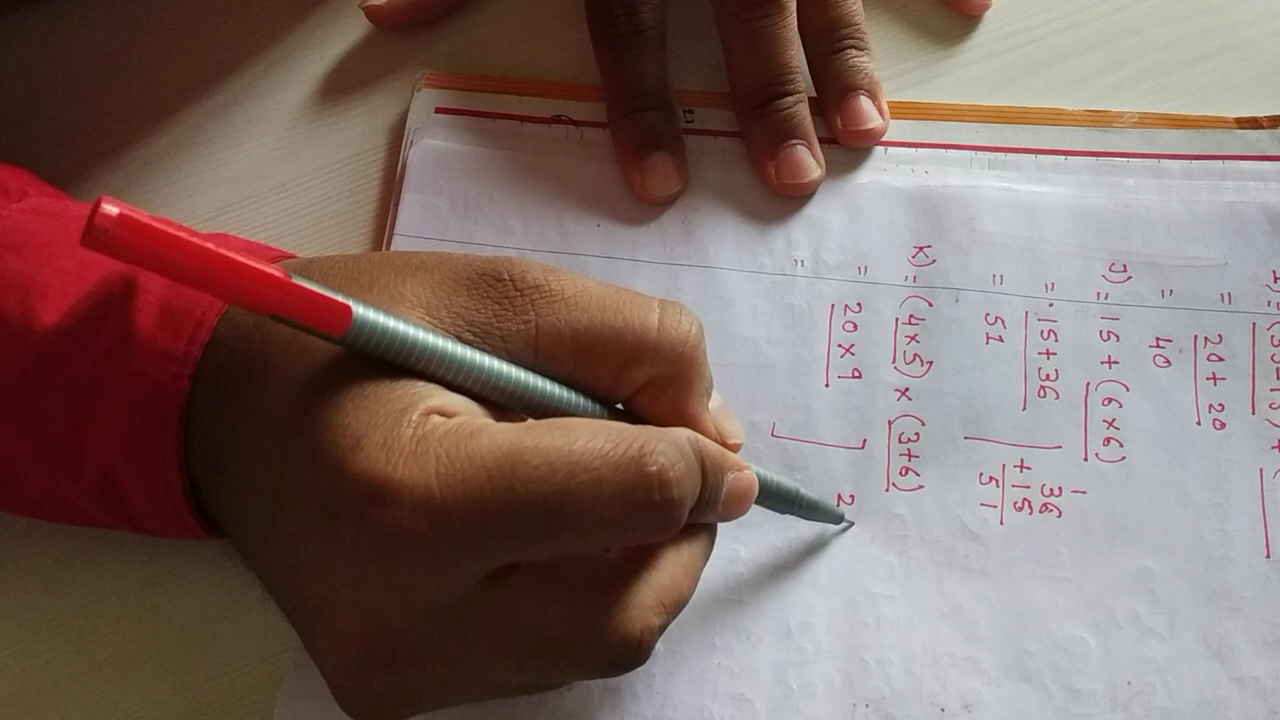 = 20 + 20
= 40
J) = 15 + (6 × 6)
= 15 + 36
= 51
1
36
+ 15
51
K) = (4 × 5) × (3 + 6)
= 20 × 9
=
2